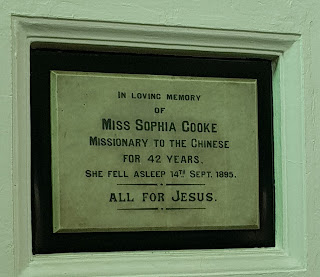 IN LOVING MEMORY
OF
MISS SOPHIA COOKE
MISSIONARY TO THE CHINESE
FOR 42 YEARS.
SHE FELL ASLEEP 14TH SEPT. 1895.
ALL FOR JESUS.